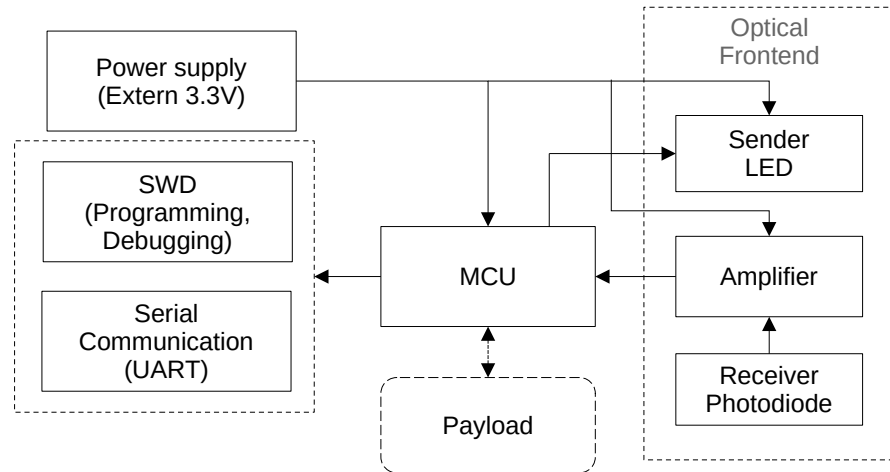 Optical
Frontend
Power supply
(Extern 3.3V)
Sender
LED
SWD
(Programming,
Debugging)
MCU
Amplifier
Serial
Communication
(UART)
Receiver
Photodiode
Payload